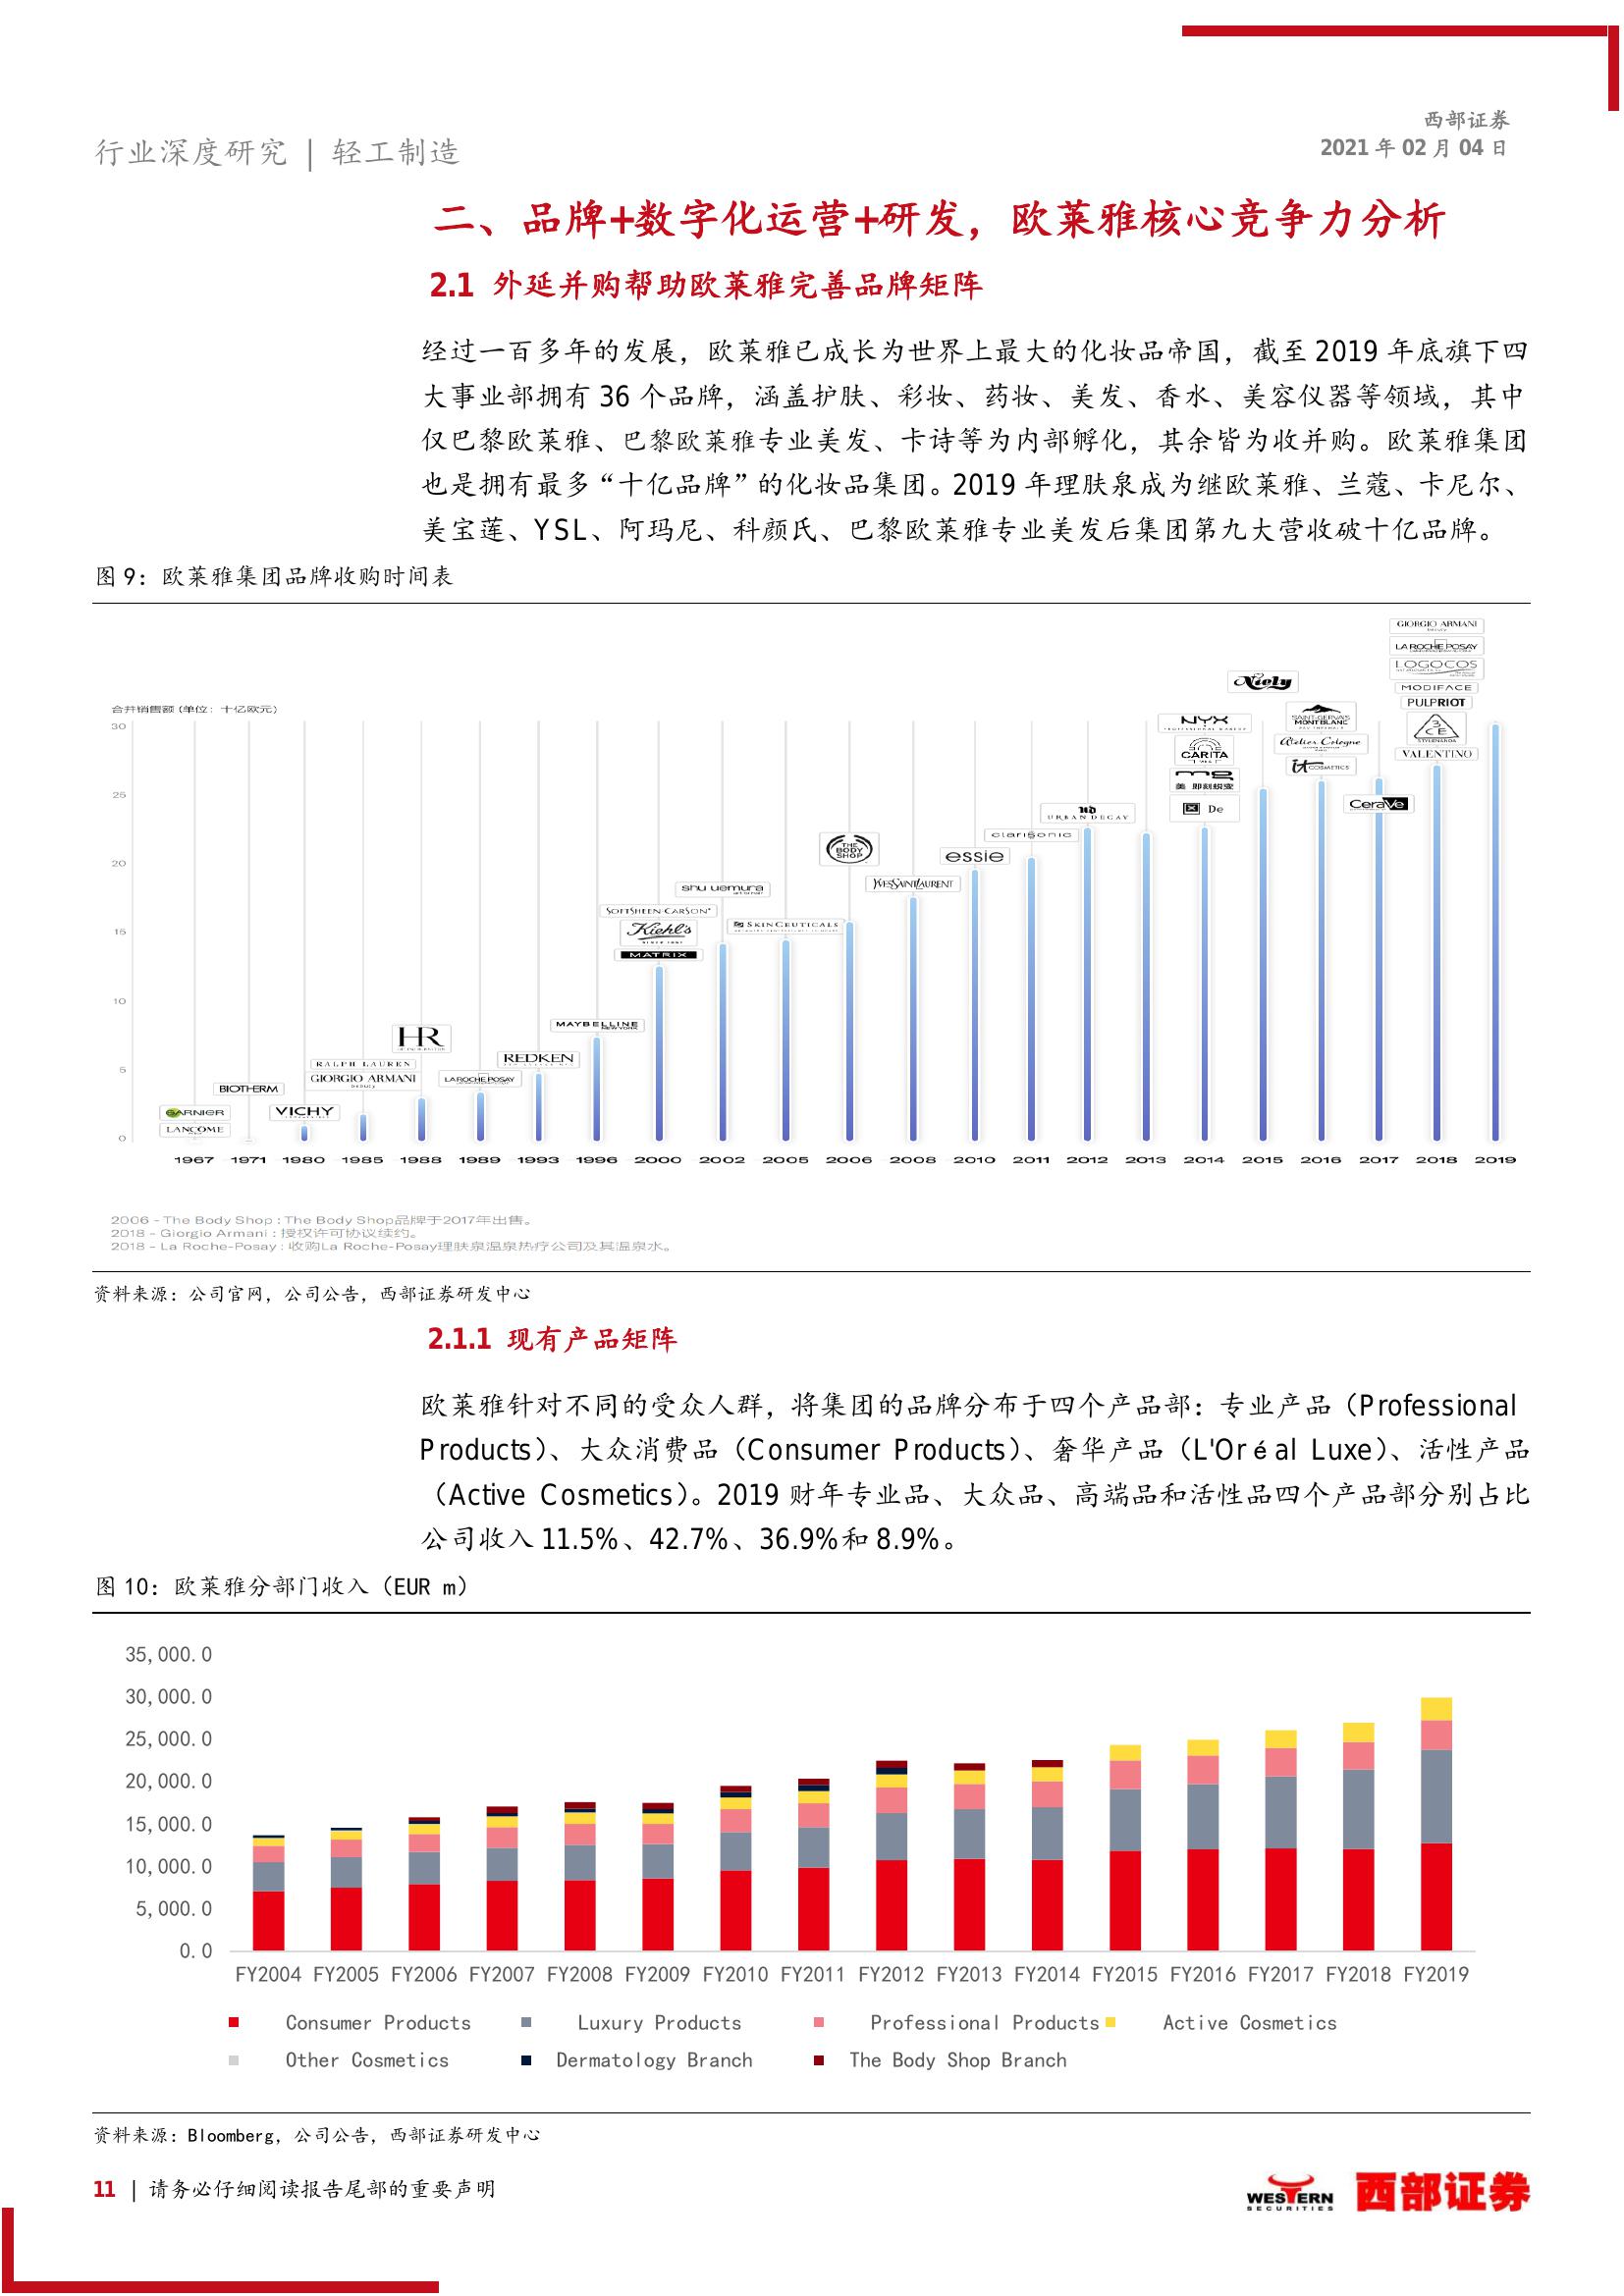 西部证券
行业深度研究 | 轻工制造
2021 年 02 月 04 日
二、品牌+数字化运营+研发，欧莱雅核心竞争力分析
2.1 外延并购帮助欧莱雅完善品牌矩阵
经过一百多年的发展，欧莱雅已成长为世界上最大的化妆品帝国，截至 2019 年底旗下四
大事业部拥有 36 个品牌，涵盖护肤、彩妆、药妆、美发、香水、美容仪器等领域，其中
仅巴黎欧莱雅、巴黎欧莱雅专业美发、卡诗等为内部孵化，其余皆为收并购。欧莱雅集团
也是拥有最多“十亿品牌”的化妆品集团。2019 年理肤泉成为继欧莱雅、兰蔻、卡尼尔、
美宝莲、YSL、阿玛尼、科颜氏、巴黎欧莱雅专业美发后集团第九大营收破十亿品牌。
图 9：欧莱雅集团品牌收购时间表
GIORGIO ARMANI
LA ROCHE POSAY
LOGOCOS
MODIFACE
PULPRIOT
3CE
STYLENANDA
VALENTINO
Niely
SAINT-GERVAIS
MONT BLANC
Atelier Cologne
it COSMETICS
NYX
CARITA
mg
美即
De
CeraVe
合并销售额 (单位：十亿欧元)
30
25
20
15
10
5
0
URBAN DECAY
clarisonic
THE BODY SHOP
essie
YVESSAINTLAURENT
shu uemura
SOFTSHEEN·CARSON
Kiehl's
SINCE 1851
MATRIX
SKINCEUTICALS
MAYBELLINE
NEW YORK
HR
REDKEN
RALPH LAUREN
GIORGIO ARMANI
beauty
LA ROCHE POSAY
BIOTHERM
GARNIER
LANCOME
VICHY
1967 1971 1980 1985 1988 1989 1993 1996 2000 2002 2005 2006 2008 2010 2011 2012 2013 2014 2015 2016 2017 2018 2019
2006 - The Body Shop : The Body Shop品牌于2017年出售。
2018 - Giorgio Armani : 授权许可协议续约。
2018 - La Roche-Posay : 收购La Roche-Posay理肤泉温泉热疗公司及其温泉水。
资料来源：公司官网，公司公告，西部证券研发中心
2.1.1 现有产品矩阵
欧莱雅针对不同的受众人群，将集团的品牌分布于四个产品部：专业产品（Professional
Products）、大众消费品（Consumer Products）、奢华产品（L'Oréal Luxe）、活性产品
（Active Cosmetics）。2019 财年专业品、大众品、高端品和活性品四个产品部分别占比
公司收入 11.5%、42.7%、36.9%和 8.9%。
图 10：欧莱雅分部门收入（EUR m）
35,000.0
30,000.0
25,000.0
20,000.0
15,000.0
10,000.0
5,000.0
0.0
FY2004 FY2005 FY2006 FY2007 FY2008 FY2009 FY2010 FY2011 FY2012 FY2013 FY2014 FY2015 FY2016 FY2017 FY2018 FY2019
Consumer Products Luxury Products Professional Products Active Cosmetics
Other Cosmetics Dermatology Branch The Body Shop Branch
资料来源：Bloomberg，公司公告，西部证券研发中心
11 | 请务必仔细阅读报告尾部的重要声明
WESTERN
SECURITIES
西部证券